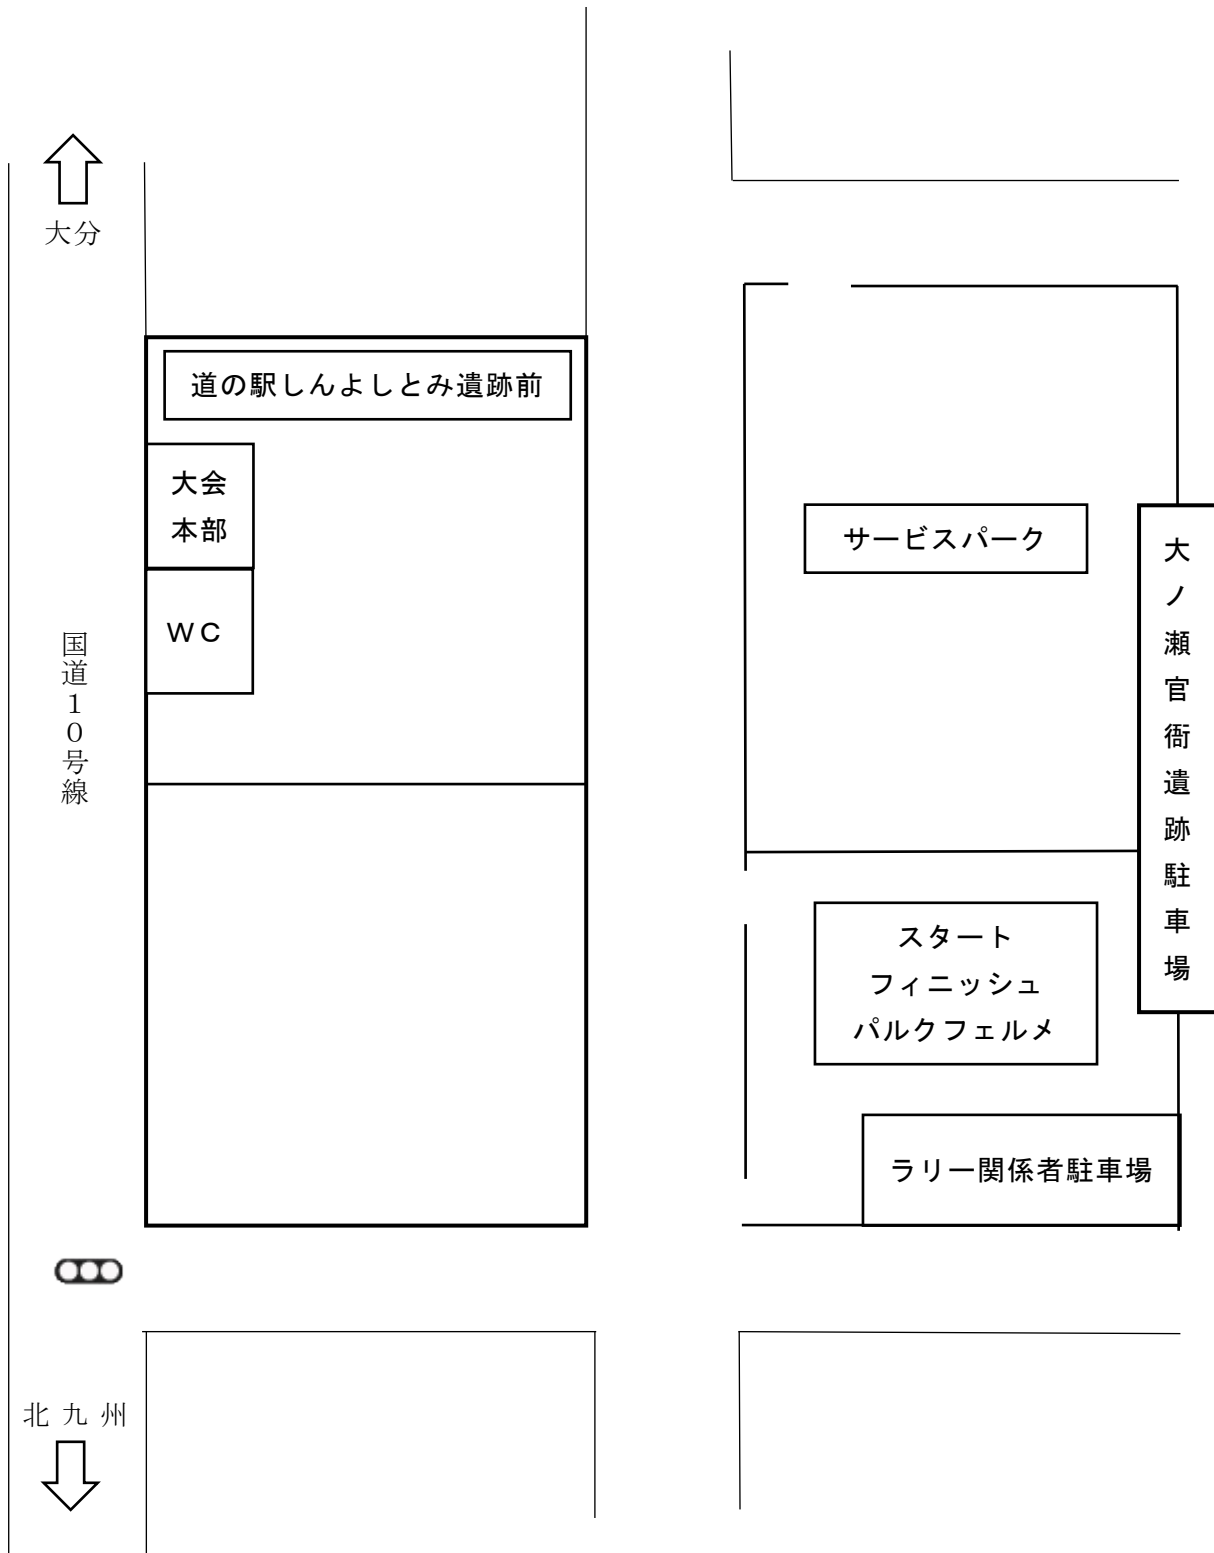 大分
道の駅しんよしとみ遺跡前
大会
本部
ＷＣ
国道１０号線
サービスパーク
大ノ瀬官衙遺跡駐車場
スタート
フィニッシュ
パルクフェルメ
ラリー関係者駐車場
北九州